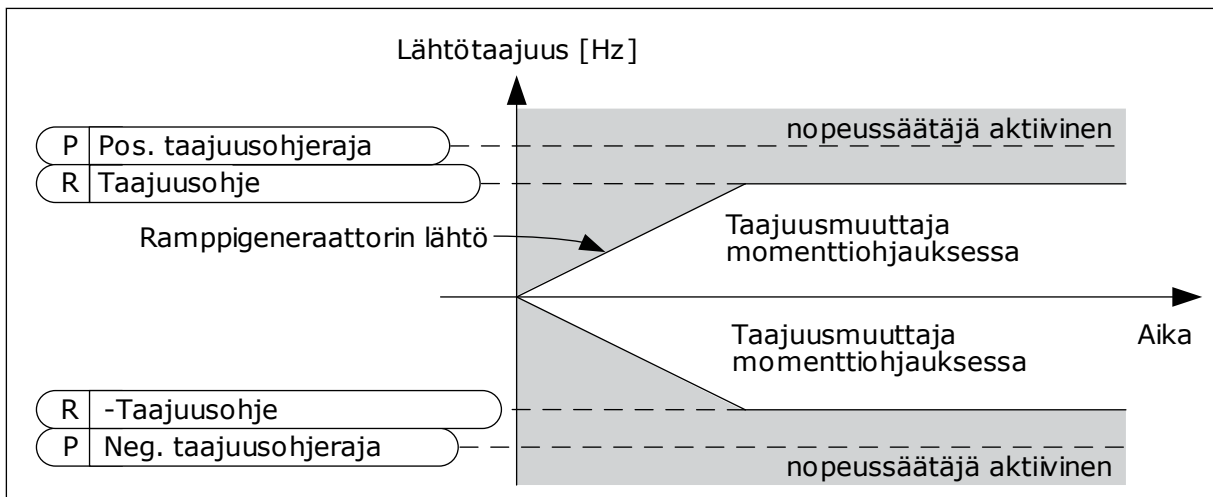 Lähtötaajuus [Hz]
nopeussäätäjä aktiivinen
P Pos. taajuusohjeraja
R Taajuusohje
Ramppigeneraattorin lähtö
Taajuusmuuttaja
momenttiohjauksessa
Taajuusmuuttaja
momenttiohjauksessa
Aika
R -Taajuusohje
P Neg. taajuusohjeraja
nopeussäätäjä aktiivinen